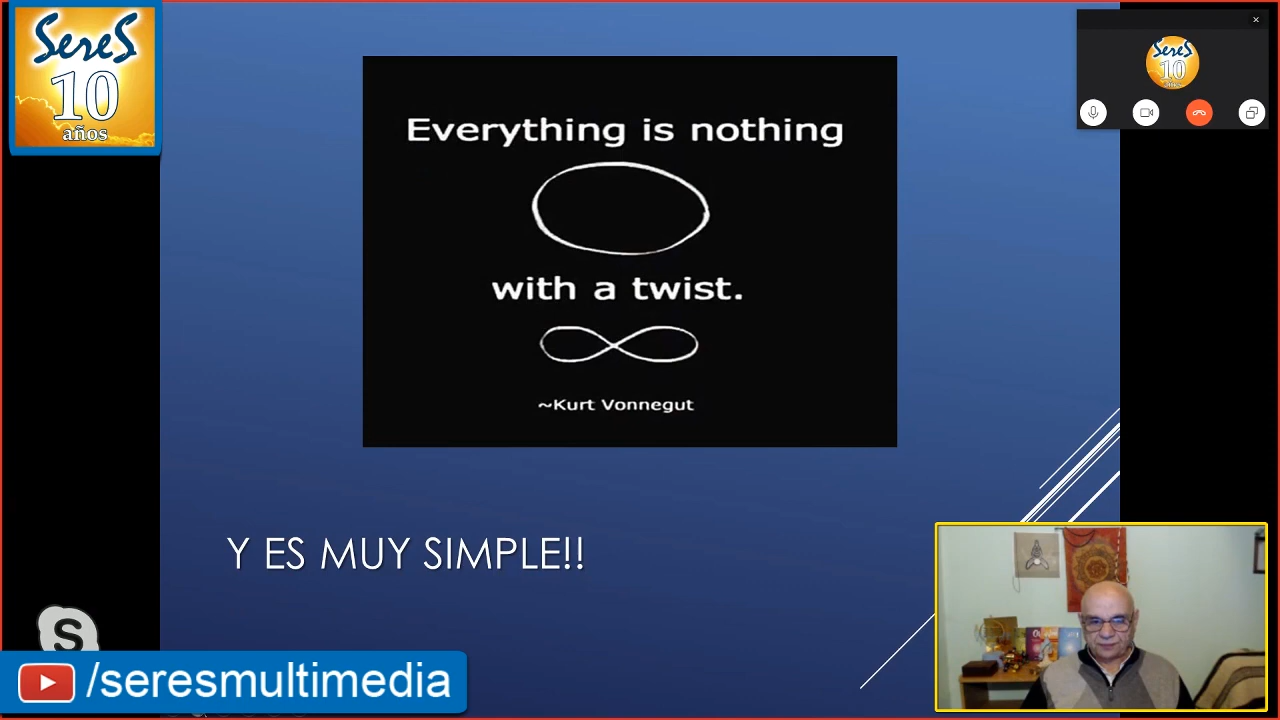 SereS
10
años
SereS
10
Everything is nothing
with a twist.
~Kurt Vonnegut
Y ES MUY SIMPLE!!
S
/seresmultimedia